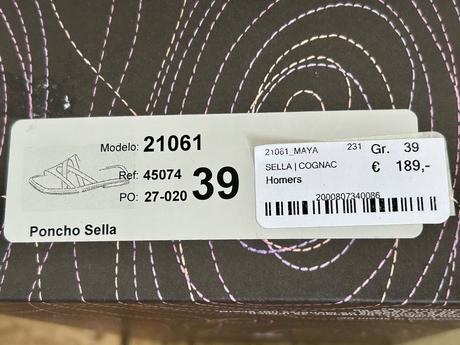 Modelo: 21061
Ref: 45074
PO: 27-020
39
Poncho Sella
21061_MAYA 231 Gr. 39
SELLA | COGNAC € 189,-
Homers
2000807340086